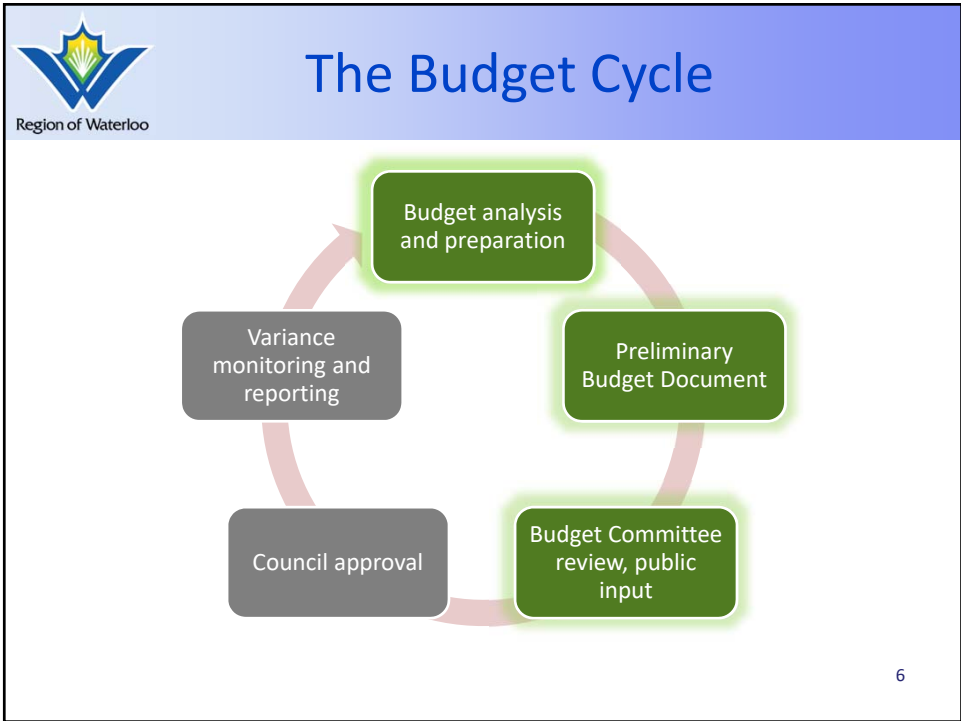 The Budget Cycle
Region of Waterloo
Budget analysis
and preparation
Preliminary
Budget Document
Budget Committee
review, public
input
Council approval
Variance
monitoring and
reporting
6